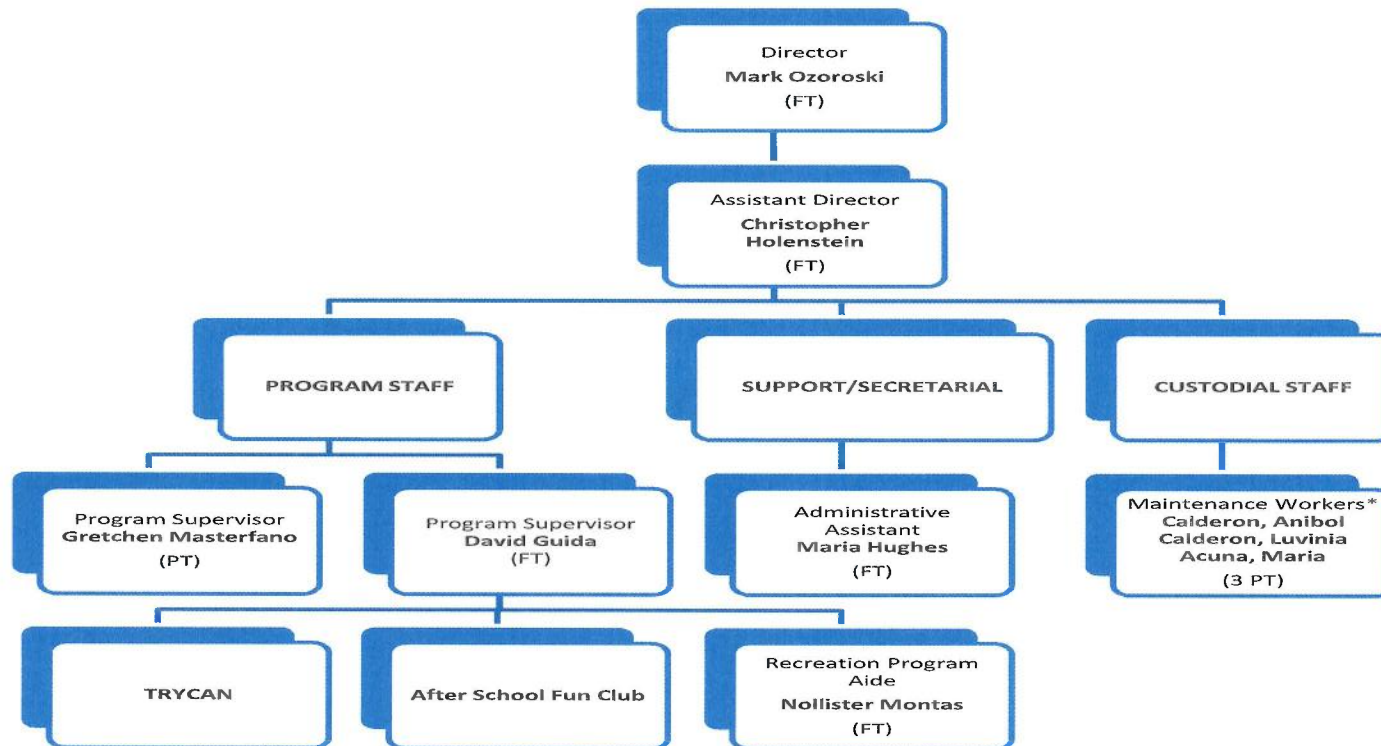 Director
Mark Ozoroski
(FT)
Assistant Director
Christopher
Holenstein
(FT)
PROGRAM STAFF
SUPPORT/SECRETARIAL
CUSTODIAL STAFF
Program Supervisor
Gretchen Masterfano
(PT)
Program Supervisor
David Guida
(FT)
Administrative
Assistant
Maria Hughes
(FT)
Maintenance Workers*
Calderon, Anibol
Calderon, Luvinia
Acuna, Maria
(3 PT)
TRYCAN
After School Fun Club
Recreation Program
Aide
Nollister Montas
(FT)